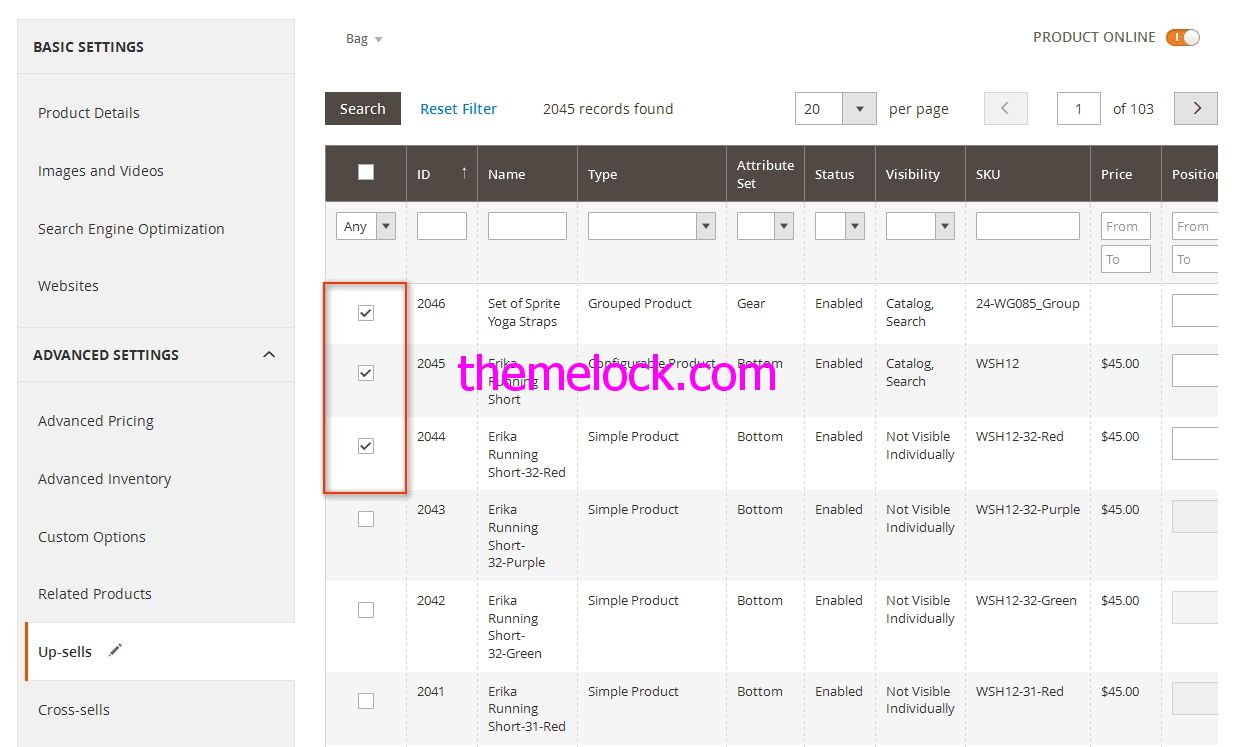 BASIC SETTINGS
Product Details
Images and Videos
Search Engine Optimization
Websites
ADVANCED SETTINGS
Advanced Pricing
Advanced Inventory
Custom Options
Related Products
Up-sells
Cross-sells
Bag
PRODUCT ONLINE
Search Reset Filter 2045 records found 20 per page 1 of 103
ID ↑ Name Type Attribute Set Status Visibility SKU Price Position
Any From From
To To
2046 Set of Sprite Grouped Product Gear Enabled Catalog, 24-WG085_Group
Yoga Straps Search
2045 Erika Configurable Product Bottom Enabled Catalog, WSH12 $45.00
Running Search
Short
themelock.com
2044 Erika Simple Product Bottom Enabled Not Visible WSH12-32-Red $45.00
Running Individually
Short-32-Red
2043 Erika Simple Product Bottom Enabled Not Visible WSH12-32-Purple $45.00
Running Individually
Short-
32-Purple
2042 Erika Simple Product Bottom Enabled Not Visible WSH12-32-Green $45.00
Running Individually
Short-
32-Green
2041 Erika Simple Product Bottom Enabled Not Visible WSH12-31-Red $45.00
Running Individually
Short-31-Red